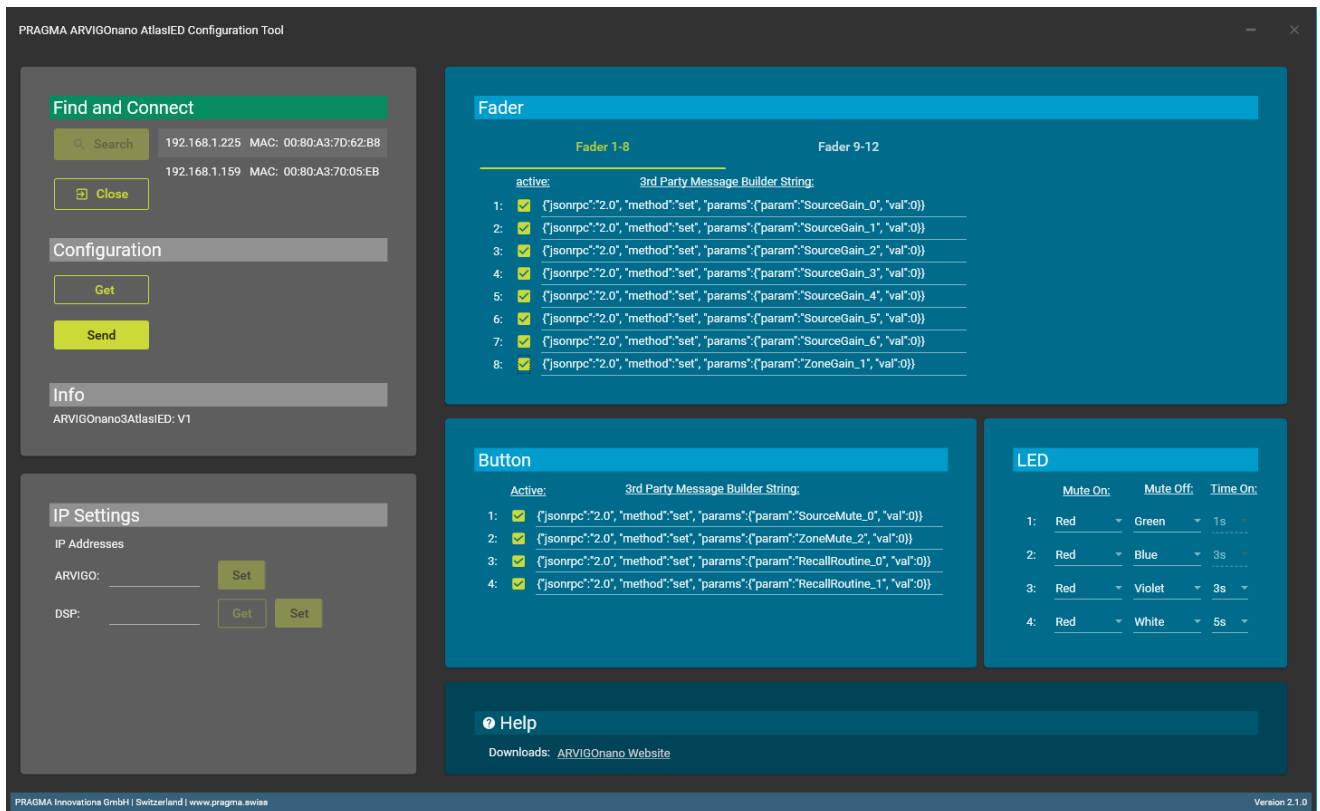 PRAGMA ARVIGOnano AtlasIED Configuration Tool
Find and Connect
Search
192.168.1.225 MAC: 00:80:A3:7D:62:B8
192.168.1.159 MAC: 00:80:A3:70:05:EB
Close
Configuration
Get
Send
Info
ARVIGOnano3AtlasIED: V1
IP Settings
IP Addresses
ARVIGO: Set
DSP: Get Set
Fader
Fader 1-8 Fader 9-12
active: 3rd Party Message Builder String:
1: {"jsonrpc":"2.0", "method":"set", "params":{"param":"SourceGain_0", "val":0}}
2: {"jsonrpc":"2.0", "method":"set", "params":{"param":"SourceGain_1", "val":0}}
3: {"jsonrpc":"2.0", "method":"set", "params":{"param":"SourceGain_2", "val":0}}
4: {"jsonrpc":"2.0", "method":"set", "params":{"param":"SourceGain_3", "val":0}}
5: {"jsonrpc":"2.0", "method":"set", "params":{"param":"SourceGain_4", "val":0}}
6: {"jsonrpc":"2.0", "method":"set", "params":{"param":"SourceGain_5", "val":0}}
7: {"jsonrpc":"2.0", "method":"set", "params":{"param":"SourceGain_6", "val":0}}
8: {"jsonrpc":"2.0", "method":"set", "params":{"param":"ZoneGain_1", "val":0}}
Button
Active: 3rd Party Message Builder String:
1: {"jsonrpc":"2.0", "method":"set", "params":{"param":"SourceMute_0", "val":0}}
2: {"jsonrpc":"2.0", "method":"set", "params":{"param":"ZoneMute_2", "val":0}}
3: {"jsonrpc":"2.0", "method":"set", "params":{"param":"RecallRoutine_0", "val":0}}
4: {"jsonrpc":"2.0", "method":"set", "params":{"param":"RecallRoutine_1", "val":0}}
LED
Mute On: Mute Off: Time On:
1: Red Green 1s
2: Red Blue 3s
3: Red Violet 3s
4: Red White 5s
Help
Downloads: ARVIGOnano Website
PRAGMA Innovations GmbH | Switzerland | www.pragma.swiss
Version 2.1.0